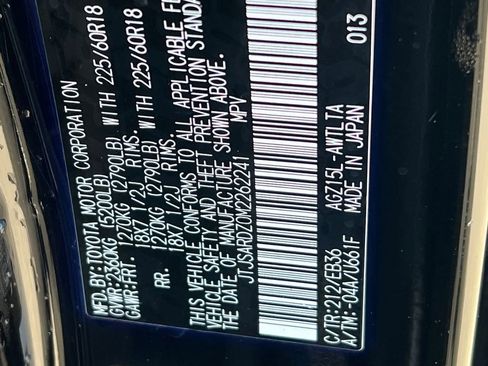 MFD.BY:TOYOTA MOTOR CORPORATION
GVWR:2360KG (5200LB)
GAWR:FRT. 1270KG (2790LB) WITH 225/60R18
18X7 1/2J RIMS.
RR. 1270KG (2790LB) WITH 225/60R18
18X7 1/2J RIMS.
THIS VEHICLE CONFORMS TO ALL APPLICABLE
VEHICLE SAFETY AND THEFT PREVENTION
THE DATE OF MANUFACTURE SHOWN ABOVE.
JTJSARDZ0M2262241 MPV
C/TR:212/EB36 AGZ15L-AWTLTA
A/TM:-04A/U661F MADE IN JAPAN 013